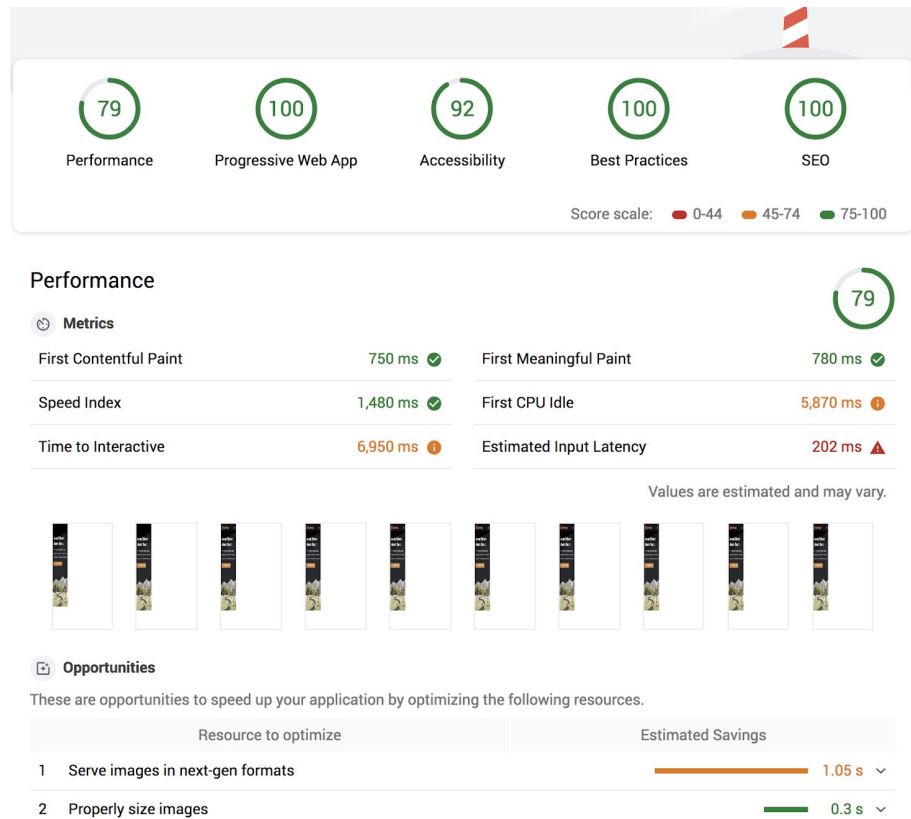 79 100 92 100 100
Performance Progressive Web App Accessibility Best Practices SEO
Score scale: 0-44 45-74 75-100
Performance
79
Metrics
First Contentful Paint 750 ms First Meaningful Paint 780 ms
Speed Index 1,480 ms First CPU Idle 5,870 ms
Time to Interactive 6,950 ms Estimated Input Latency 202 ms
Values are estimated and may vary.
Opportunities
These are opportunities to speed up your application by optimizing the following resources.
Resource to optimize Estimated Savings
1 Serve images in next-gen formats 1.05 s
2 Properly size images 0.3 s